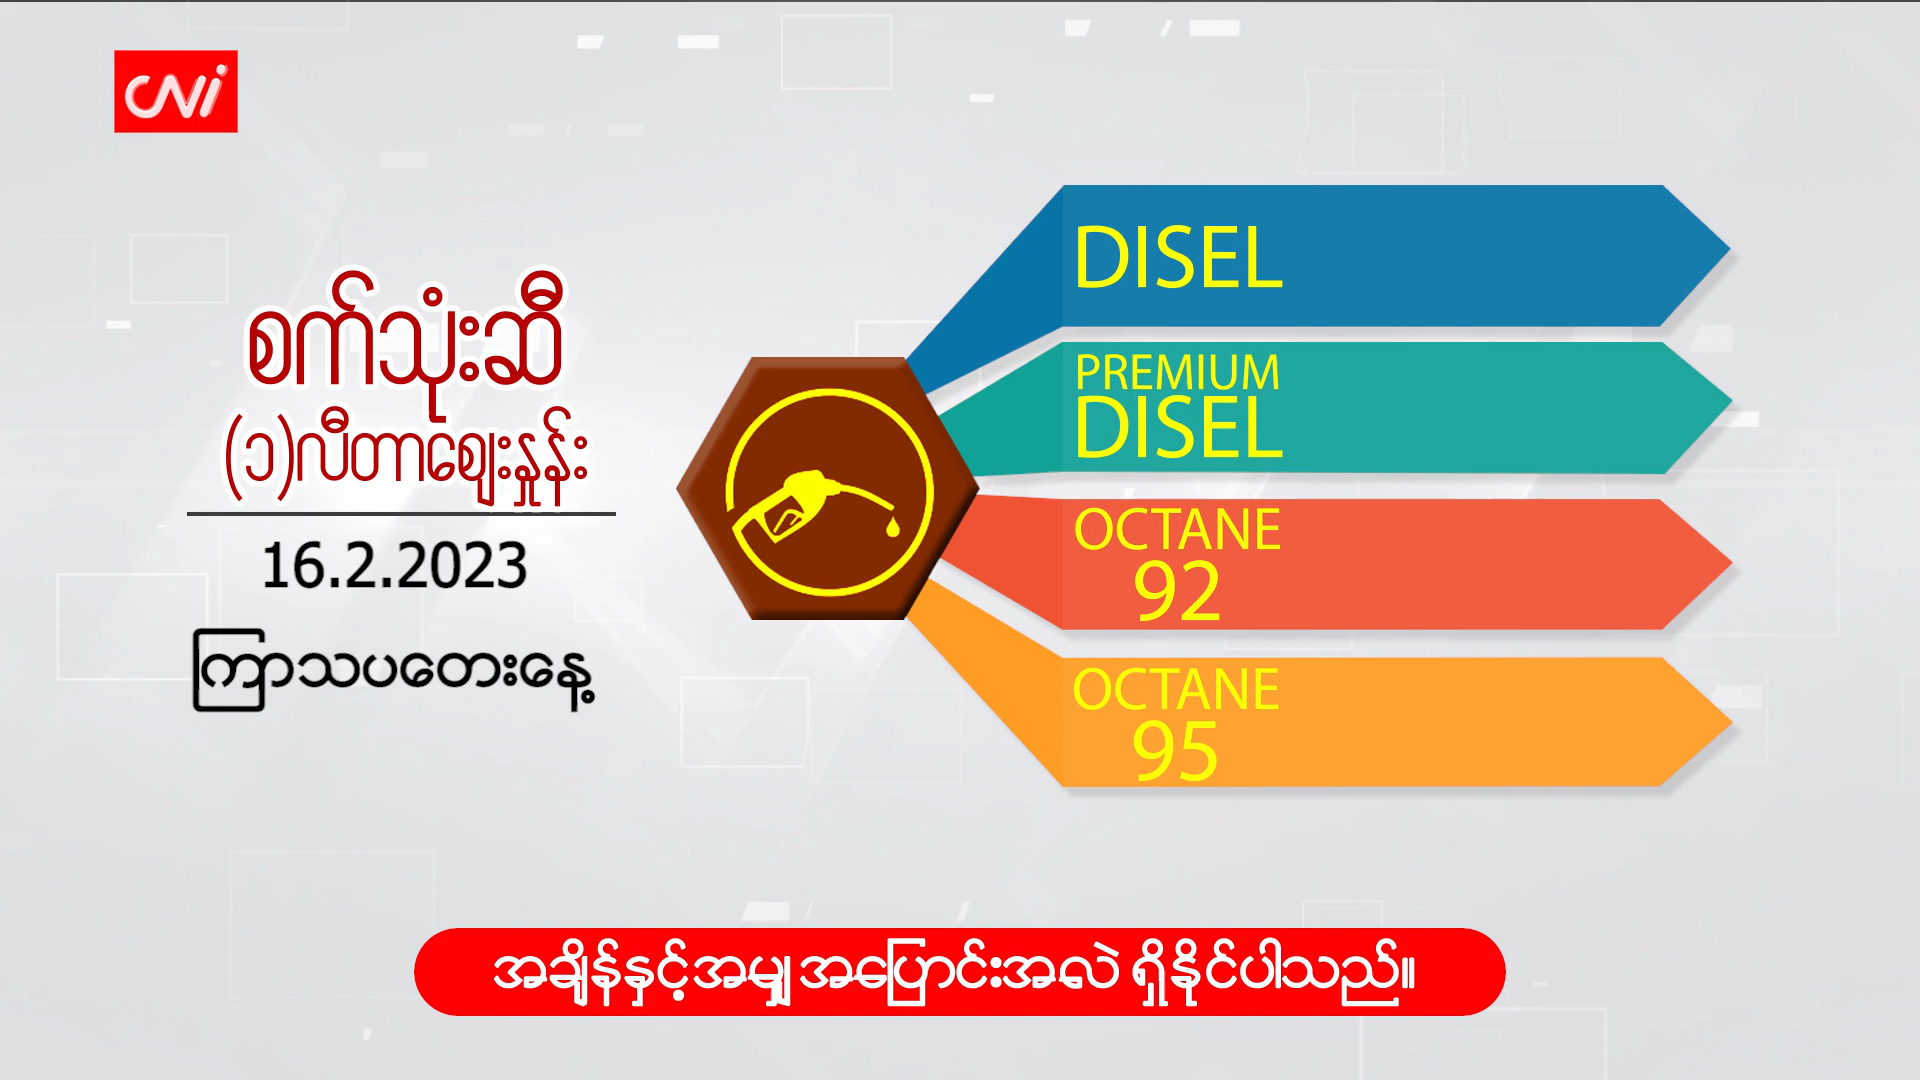 CNi
စက်သုံးဆီ
(၁)လီတာဈေးနှုန်း
16.2.2023
ကြာသပတေးနေ့
DISEL
PREMIUM
DISEL
OCTANE
92
OCTANE
95
အချိန်နှင့်အမျှ အပြောင်းအလဲ ရှိနိုင်ပါသည်။